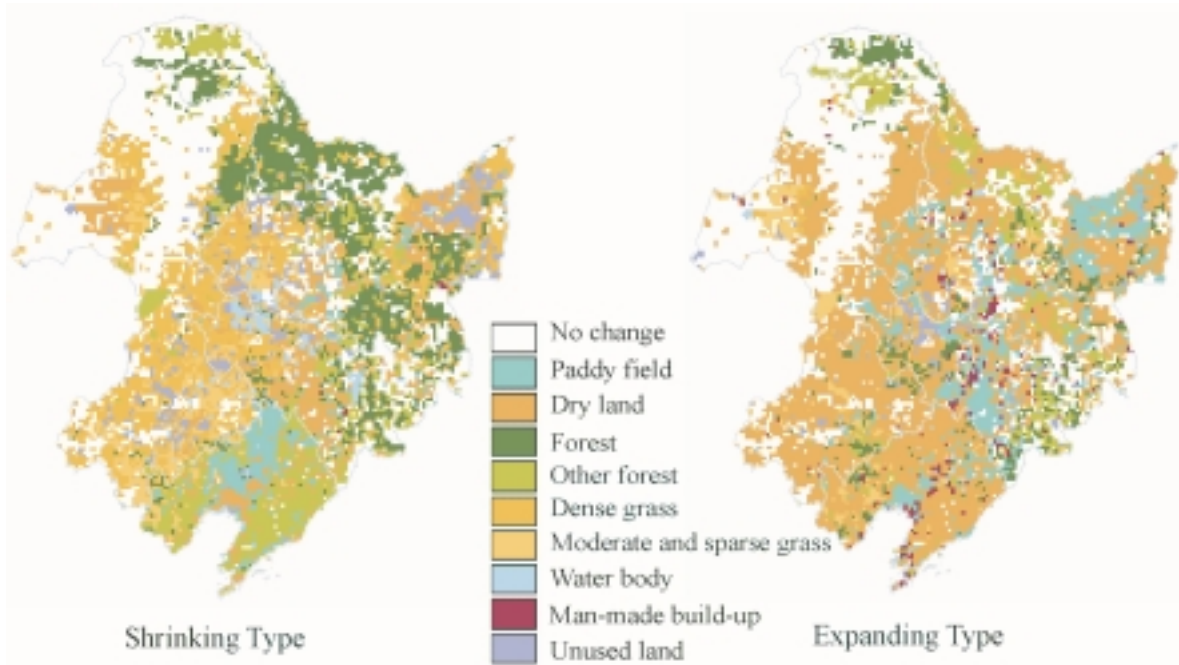 No change
Paddy field
Dry land
Forest
Other forest
Dense grass
Moderate and sparse grass
Water body
Man-made build-up
Unused land
Shrinking Type
Expanding Type